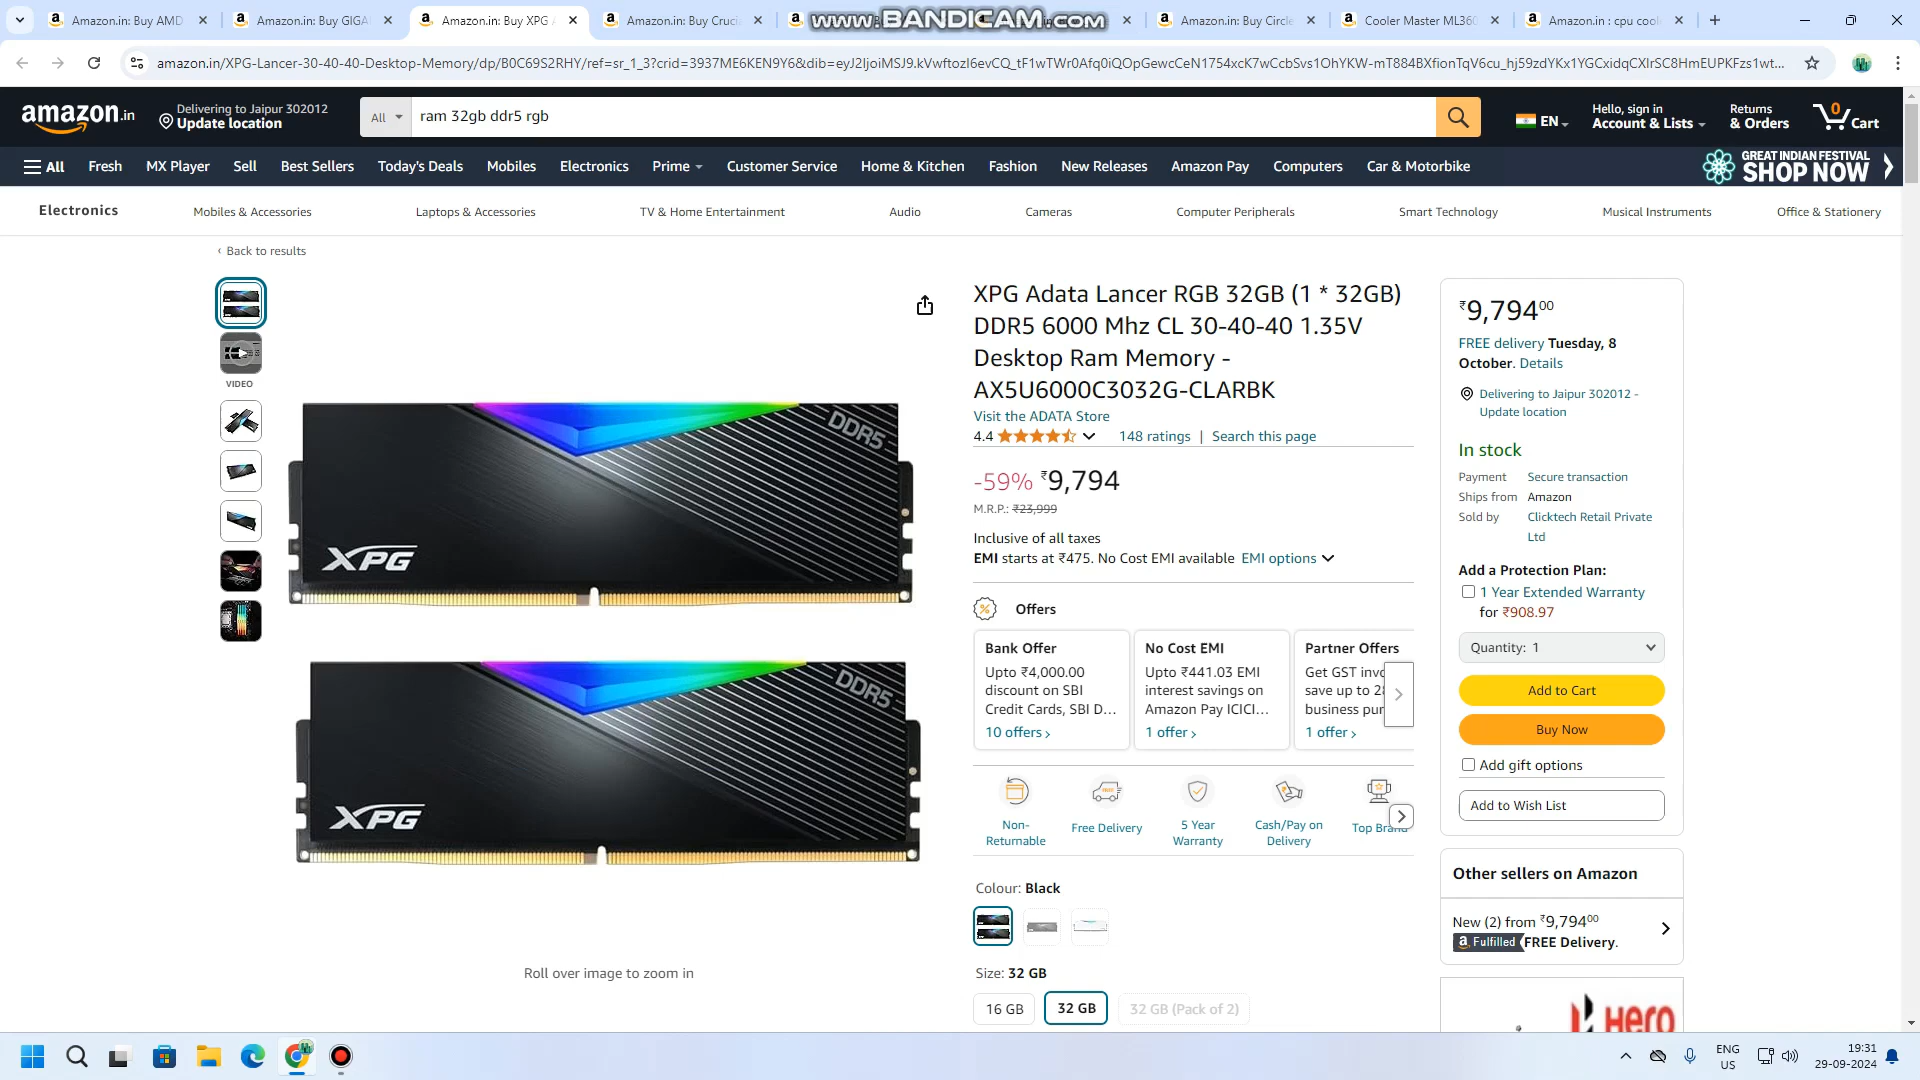 Amazon.in: Buy AMD
Amazon.in: Buy GIGA
Amazon.in: Buy XPG
Amazon.in: Buy Cruci
www.BANDICAM.com
Amazon.in: Buy Circle
Cooler Master ML360
Amazon.in : cpu cool
amazon.in/XPG-Lancer-30-40-40-Desktop-Memory/dp/B0C69S2RHY/ref=sr_1_3?crid=3937ME6KEN9Y6&dib=eyJ2IjoiMSJ9.kVwftozI6evCQ_tF1wTWr0Afq0iQOpGewcCeN1754xcK7wCcbSvs1OhYKW-mT884BXfionTqV6cu_hj59zdYKx1YGCxidqCXIrSC8HmEUPKFzs1wt...
amazon.in
Delivering to Jaipur 302012
Update location
All
ram 32gb ddr5 rgb
EN
Hello, sign in
Account & Lists
Returns
& Orders
0
Cart
All
Fresh
MX Player
Sell
Best Sellers
Today's Deals
Mobiles
Electronics
Prime
Customer Service
Home & Kitchen
Fashion
New Releases
Amazon Pay
Computers
Car & Motorbike
GREAT INDIAN FESTIVAL
SHOP NOW
Electronics
Mobiles & Accessories
Laptops & Accessories
TV & Home Entertainment
Audio
Cameras
Computer Peripherals
Smart Technology
Musical Instruments
Office & Stationery
‹ Back to results
VIDEO
DDR5
XPG
DDR5
XPG
Roll over image to zoom in
XPG Adata Lancer RGB 32GB (1 * 32GB)
DDR5 6000 Mhz CL 30-40-40 1.35V
Desktop Ram Memory -
AX5U6000C3032G-CLARBK
Visit the ADATA Store
4.4
148 ratings | Search this page
-59% ₹9,794
M.R.P.: ₹23,999
Inclusive of all taxes
EMI starts at ₹475. No Cost EMI available EMI options
% Offers
Bank Offer
Upto ₹4,000.00
discount on SBI
Credit Cards, SBI D...
10 offers ›
No Cost EMI
Upto ₹441.03 EMI
interest savings on
Amazon Pay ICICI...
1 offer ›
Partner Offers
Get GST invo
save up to 28
business pur
1 offer ›
Non-
Returnable
Free Delivery
5 Year
Warranty
Cash/Pay on
Delivery
Top Brand
Colour: Black
Size: 32 GB
16 GB
32 GB
32 GB (Pack of 2)
₹9,79400
FREE delivery Tuesday, 8
October. Details
Delivering to Jaipur 302012 -
Update location
In stock
Payment Secure transaction
Ships from Amazon
Sold by Clicktech Retail Private
Ltd
Add a Protection Plan:
1 Year Extended Warranty
for ₹908.97
Quantity: 1
Add to Cart
Buy Now
Add gift options
Add to Wish List
Other sellers on Amazon
New (2) from ₹9,79400
a Fulfilled FREE Delivery.
Hero
ENG
US
19:31
29-09-2024